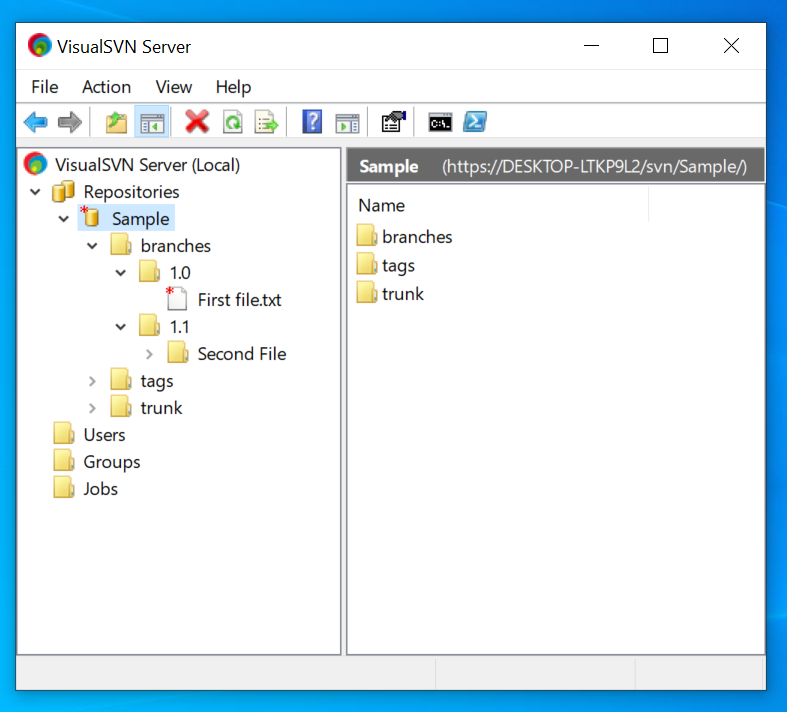 VisualSVN Server
File Action View Help
VisualSVN Server (Local)
Repositories
Sample
branches
1.0
First file.txt
1.1
Second File
tags
trunk
Users
Groups
Jobs
Sample (https://DESKTOP-LTKP9L2/svn/Sample/)
Name
branches
tags
trunk